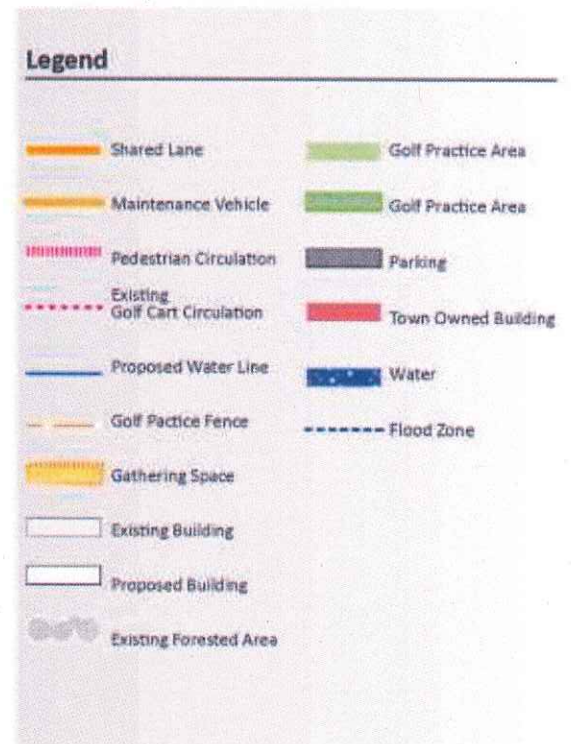 Legend
Shared Lane
Maintenance Vehicle
Pedestrian Circulation
Existing
Golf Cart Circulation
Proposed Water Line
Golf Pactice Fence
Gathering Space
Existing Building
Proposed Building
Existing Forested Area
Golf Practice Area
Golf Practice Area
Parking
Town Owned Building
Water
Flood Zone